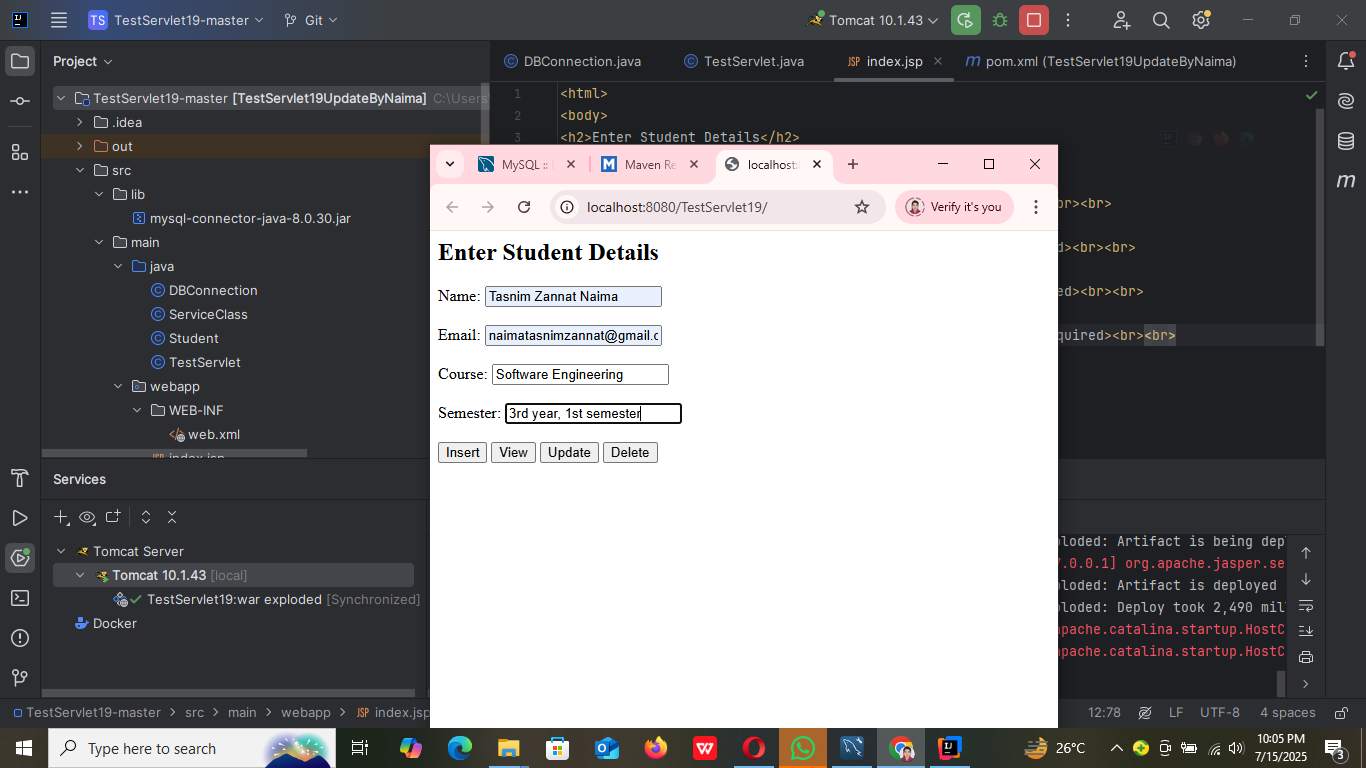 TS TestServlet19-master Git Tomcat 10.1.43
Project
TestServlet19-master [TestServlet19UpdateByNaima] C:\Users
.idea
out
src
lib
mysql-connector-java-8.0.30.jar
main
java
DBConnection
ServiceClass
Student
TestServlet
webapp
WEB-INF
web.xml
index.jsp
DBConnection.java TestServlet.java JSP index.jsp m pom.xml (TestServlet19UpdateByNaima)
1 <html>
2 <body>
3 <h2>Enter Student Details</h2>
br><br>
d><br><br>
ed><br><br>
quired><br><br>
MySQL :: Maven Re localhost:
localhost:8080/TestServlet19/ Verify it's you
Enter Student Details
Name: Tasnim Zannat Naima
Email: naimatasnimzannat@gmail.c
Course: Software Engineering
Semester: 3rd year, 1st semester
Insert View Update Delete
Services
Tomcat Server
Tomcat 10.1.43 [local]
TestServlet19:war exploded [Synchronized]
Docker
loded: Artifact is being dep
7.0.0.1] org.apache.jasper.se
loded: Artifact is deployed
loded: Deploy took 2,490 mil
apache.catalina.startup.HostC
apache.catalina.startup.HostC
TestServlet19-master > src > main > webapp > JSP index.jsp 12:78 LF UTF-8 4 spaces
Type here to search 26°C 10:05 PM
7/15/2025
3